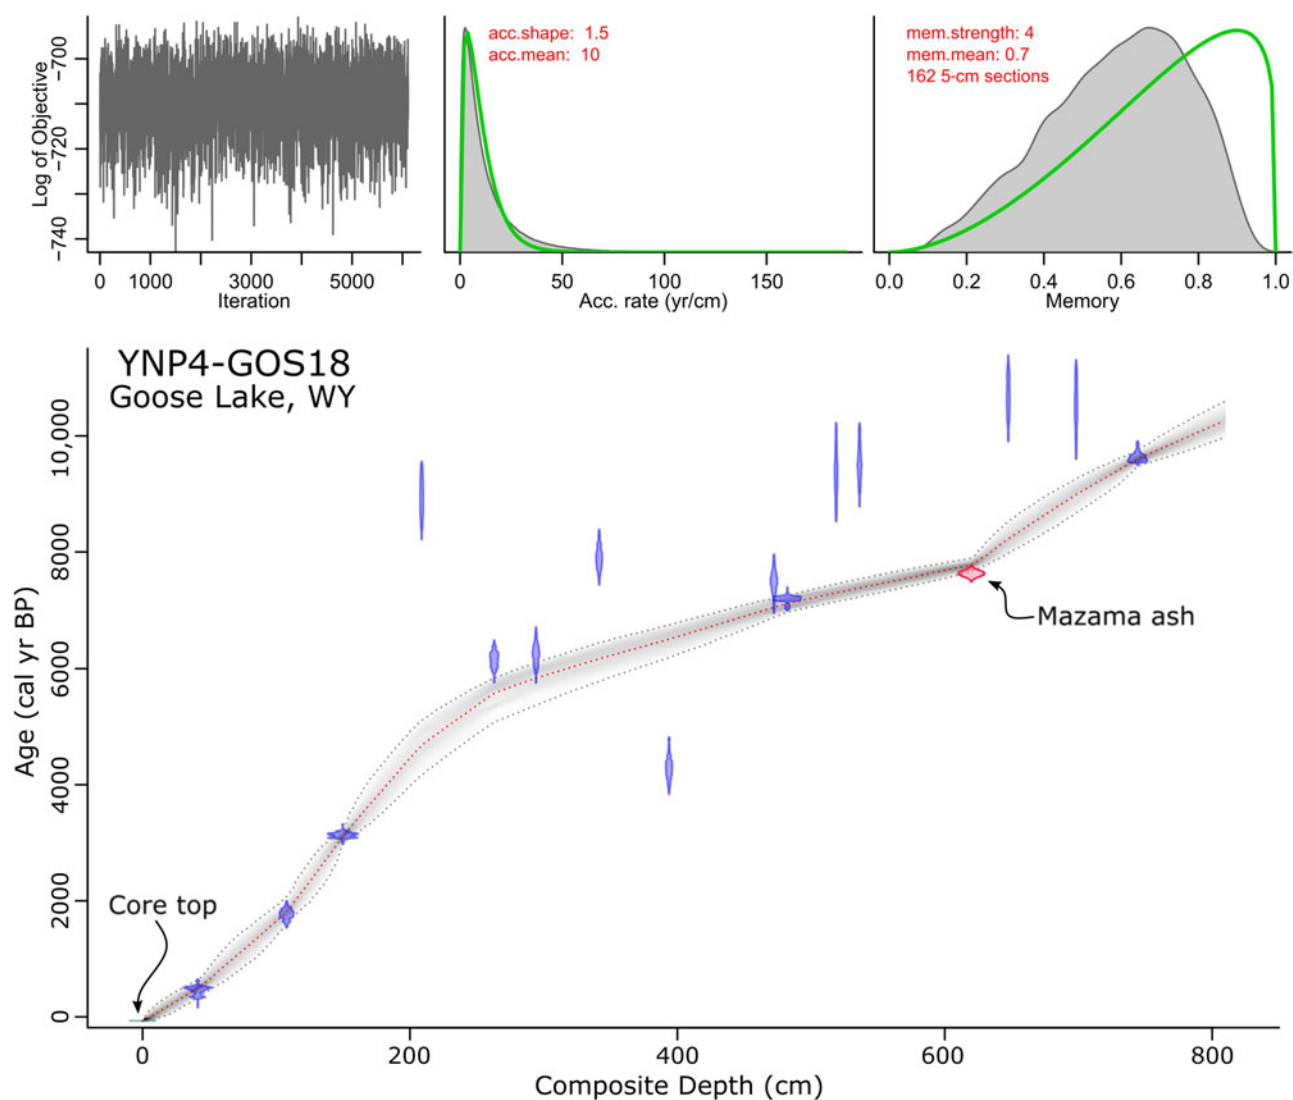 Log of Objective
-740
-720
-700
0
1000
3000
5000
Iteration
acc.shape: 1.5
acc.mean: 10
0
50
100
150
Acc. rate (yr/cm)
mem.strength: 4
mem.mean: 0.7
162 5-cm sections
0.0
0.2
0.4
0.6
0.8
1.0
Memory
YNP4-GOS18
Goose Lake, WY
Age (cal yr BP)
10,000
8000
6000
4000
2000
0
Mazama ash
Core top
0
200
400
600
800
Composite Depth (cm)